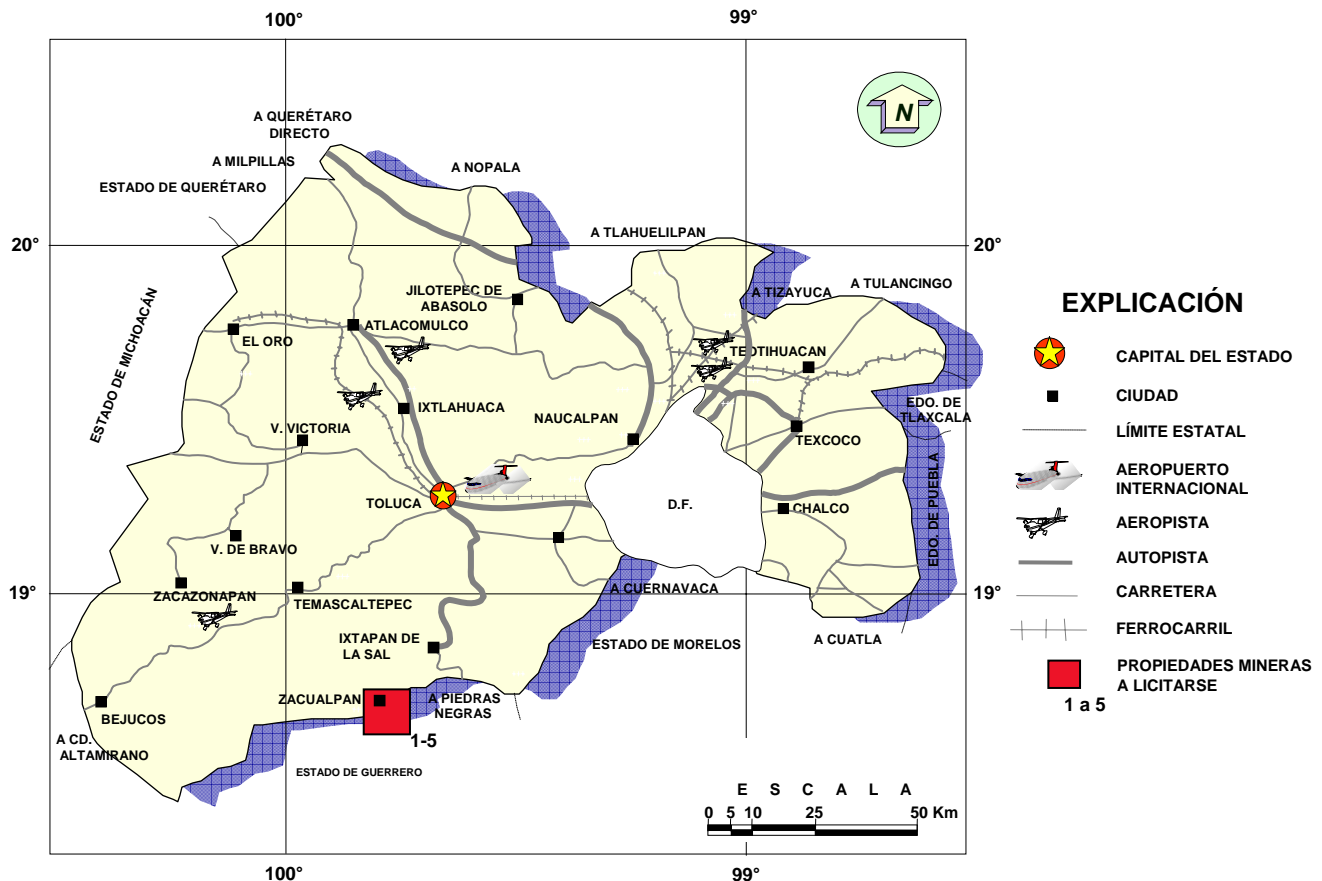 100°
99°
A QUERÉTARO
DIRECTO
A MILPILLAS
A NOPALA
ESTADO DE QUERÉTARO
N
A TLAHUELILPAN
20°
20°
A TIZAYUCA
A TULANCINGO
JILOTEPEC DE
ABASOLO
ATLACOMULCO
EL ORO
TEOTIHUACAN
ESTADO DE MICHOACÁN
IXTLAHUACA
NAUCALPAN
EDO. DE
TLAXCALA
V. VICTORIA
TEXCOCO
TOLUCA
D.F.
CHALCO
EDO. DE PUEBLA
V. DE BRAVO
ZACAZONAPAN
TEMASCALTEPEC
A CUERNAVACA
19°
19°
IXTAPAN DE
LA SAL
ESTADO DE MORELOS
A CUATLA
ZACUALPAN
A PIEDRAS
NEGRAS
BEJUCOS
1-5
A CD.
ALTAMIRANO
ESTADO DE GUERRERO
E S C A L A
0 5 10 25 50 Km
100°
99°
EXPLICACIÓN
CAPITAL DEL ESTADO
CIUDAD
LÍMITE ESTATAL
AEROPUERTO
INTERNACIONAL
AEROPISTA
AUTOPISTA
CARRETERA
FERROCARRIL
PROPIEDADES MINERAS
A LICITARSE
1 a 5